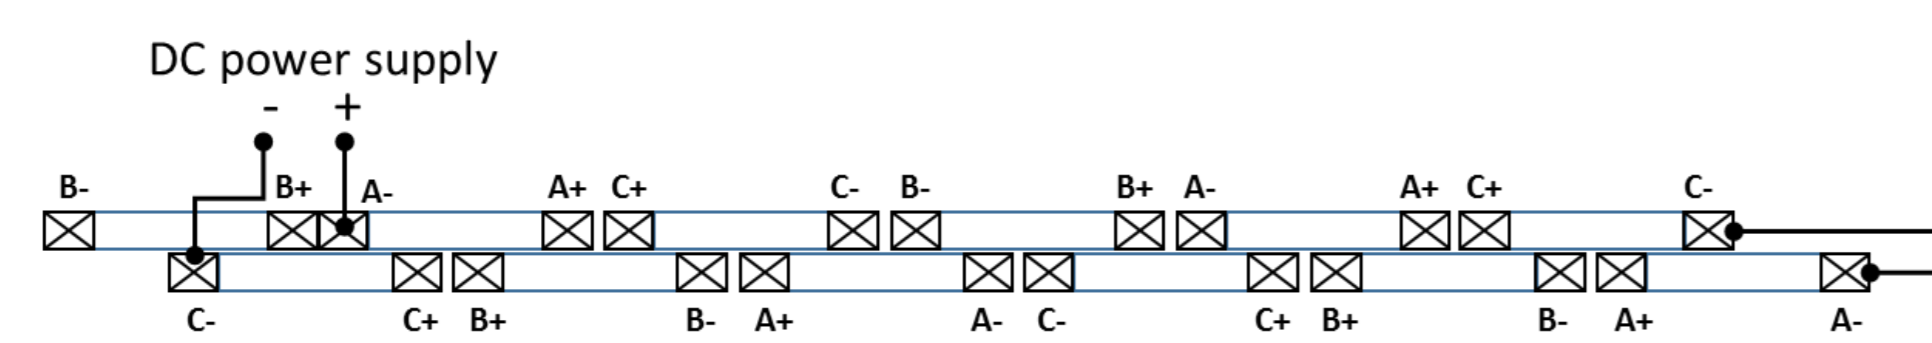 DC power supply
- +
B- B+ A- A+ C+ C- B- B+ A- A+ C+ C-
C- C+ B+ B- A+ A- C- C+ B+ B- A+ A-